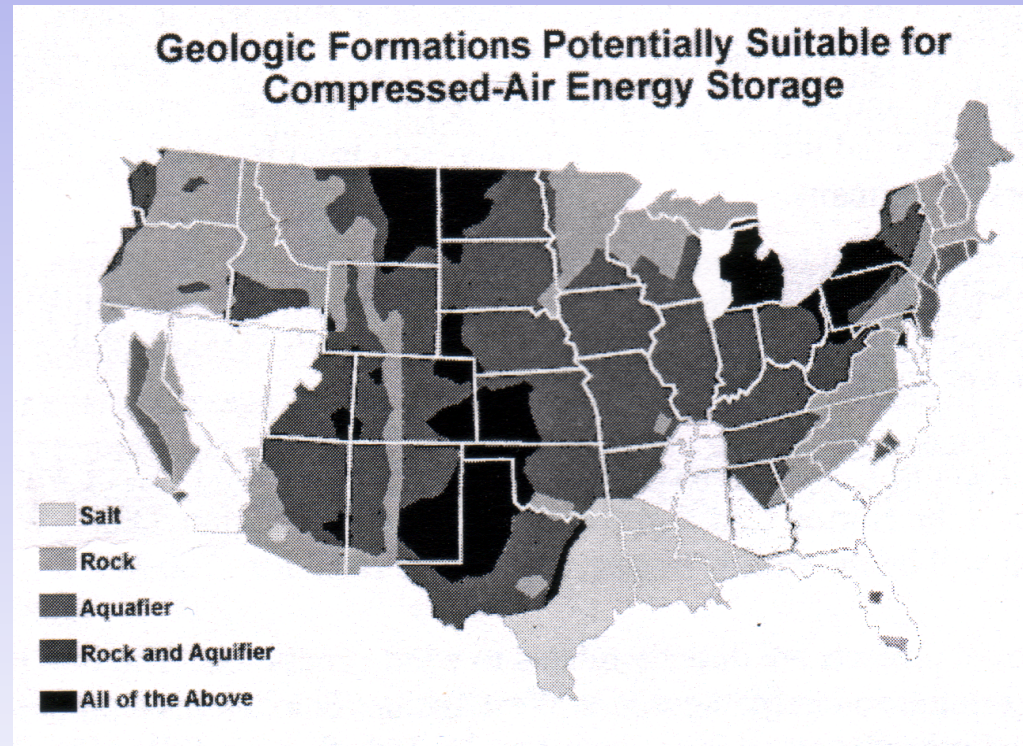 Geologic Formations Potentially Suitable for
Compressed-Air Energy Storage
Salt
Rock
Aquafier
Rock and Aquifier
All of the Above